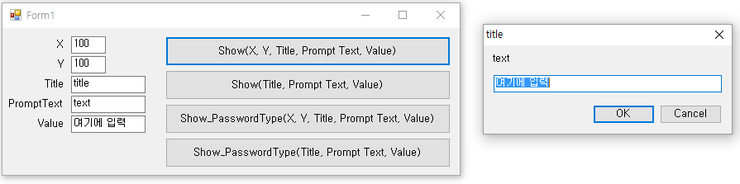 Form1
X 100
Y 100
Title title
PromptText text
Value 여기에 입력
Show(X, Y, Title, Prompt Text, Value)
Show(Title, Prompt Text, Value)
Show_PasswordType(X, Y, Title, Prompt Text, Value)
Show_PasswordType(Title, Prompt Text, Value)
title
text
여기에 입력
OK Cancel